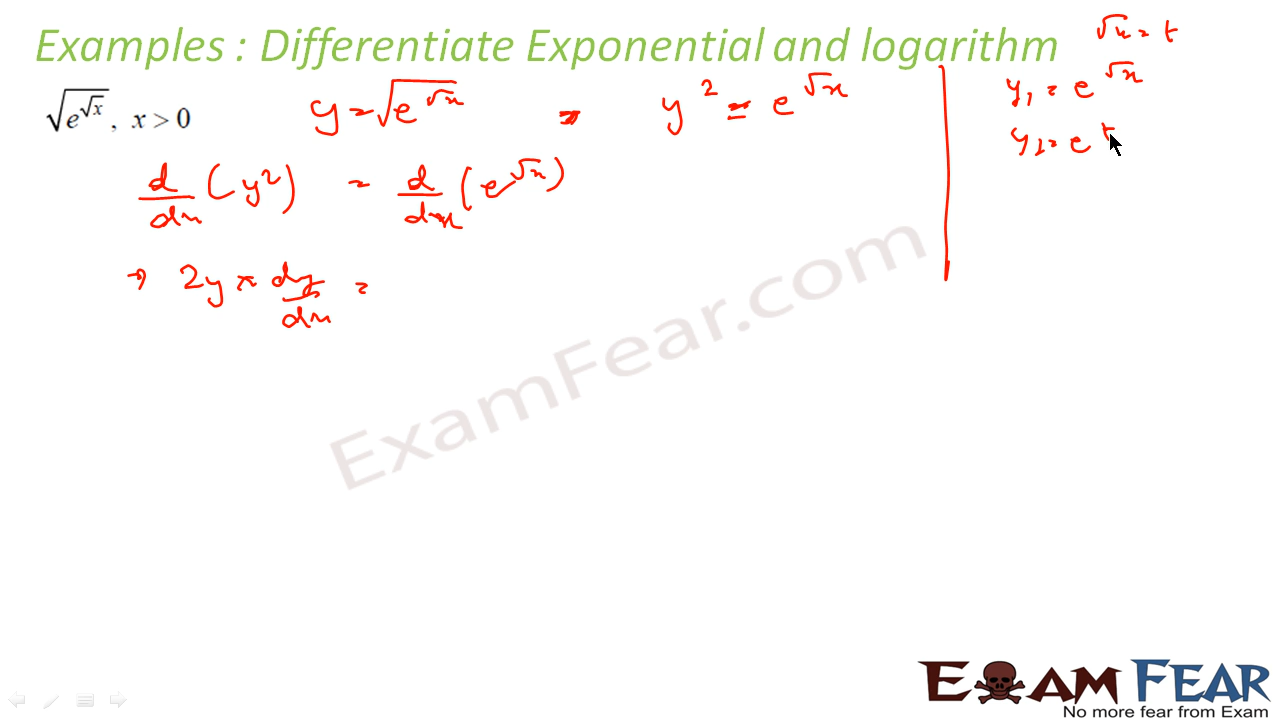 Examples : Differentiate Exponential and logarithm
√x = t
√(e^√x), x > 0
y = √(e^√x) = y² = e^√x
y₁ = e^√x
y₁ = e^t
d/dx (y²) = d/dx (e^√x)
→ 2y × dy/dx =
ExamFear.com
EXAM FEAR
No more fear from Exam